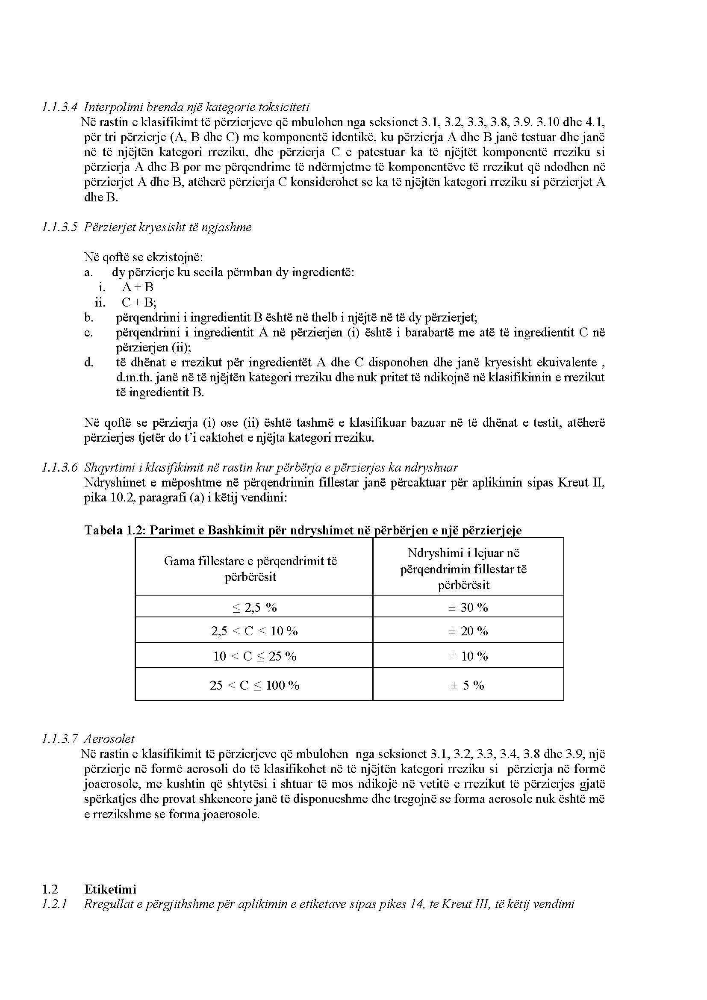 1.1.3.4 Interpolimi brenda një kategorie toksiciteti
Në rastin e klasifikimt të përzierjeve që mbulohen nga seksionet 3.1, 3.2, 3.3, 3.8, 3.9. 3.10 dhe 4.1,
për tri përzierje (A, B dhe C) me komponentë identikë, ku përzierja A dhe B janë testuar dhe janë
në të njëjtën kategori rreziku, dhe përzierja C e patestuar ka të njëjtët komponentë rreziku si
përzierja A dhe B por me përqendrime të ndërmjetme të komponentëve të rrezikut që ndodhen në
përzierjet A dhe B, atëherë përzierja C konsiderohet se ka të njëjtën kategori rreziku si përzierjet A
dhe B.
1.1.3.5 Përzierjet kryesisht të ngjashme
Në qoftë se ekzistojnë:
a. dy përzierje ku secila përmban dy ingredientë:
i. A + B
ii. C + B;
b. përqendrimi i ingredientit B është në thelb i njëjtë në të dy përzierjet;
c. përqendrimi i ingredientit A në përzierjen (i) është i barabartë me atë të ingredientit C në
përzierjen (ii);
d. të dhënat e rrezikut për ingredientët A dhe C disponohen dhe janë kryesisht ekuivalente ,
d.m.th. janë në të njëjtën kategori rreziku dhe nuk pritet të ndikojnë në klasifikimin e rrezikut
të ingredientit B.
Në qoftë se përzierja (i) ose (ii) është tashmë e klasifikuar bazuar në të dhënat e testit, atëherë
përzierjes tjetër do t’i caktohet e njëjta kategori rreziku.
1.1.3.6 Shqyrtimi i klasifikimit në rastin kur përbërja e përzierjes ka ndryshuar
Ndryshimet e mëposhtme në përqendrimin fillestar janë përcaktuar për aplikimin sipas Kreut II,
pika 10.2, paragrafi (a) i këtij vendimi:
Tabela 1.2: Parimet e Bashkimit për ndryshimet në përbërjen e një përzierjeje
Gama fillestare e përqendrimit të
përbërësit
Ndryshimi i lejuar në
përqendrimin fillestar të
përbërësit
≤ 2,5 % ± 30 %
2,5 < C ≤ 10 % ± 20 %
10 < C ≤ 25 % ± 10 %
25 < C ≤ 100 % ± 5 %
1.1.3.7 Aerosolet
Në rastin e klasifikimit të përzierjeve që mbulohen nga seksionet 3.1, 3.2, 3.3, 3.4, 3.8 dhe 3.9, një
përzierje në formë aerosoli do të klasifikohet në të njëjtën kategori rreziku si përzierja në formë
joaerosole, me kushtin që shtytësi i shtuar të mos ndikojë në vetitë e rrezikut të përzierjes gjatë
spërkatjes dhe provat shkencore janë të disponueshme dhe tregojnë se forma aerosole nuk është më
e rrezikshme se forma joaerosole.
1.2 Etiketimi
1.2.1 Rregullat e përgjithshme për aplikimin e etiketave sipas pikes 14, te Kreut III, të këtij vendimi